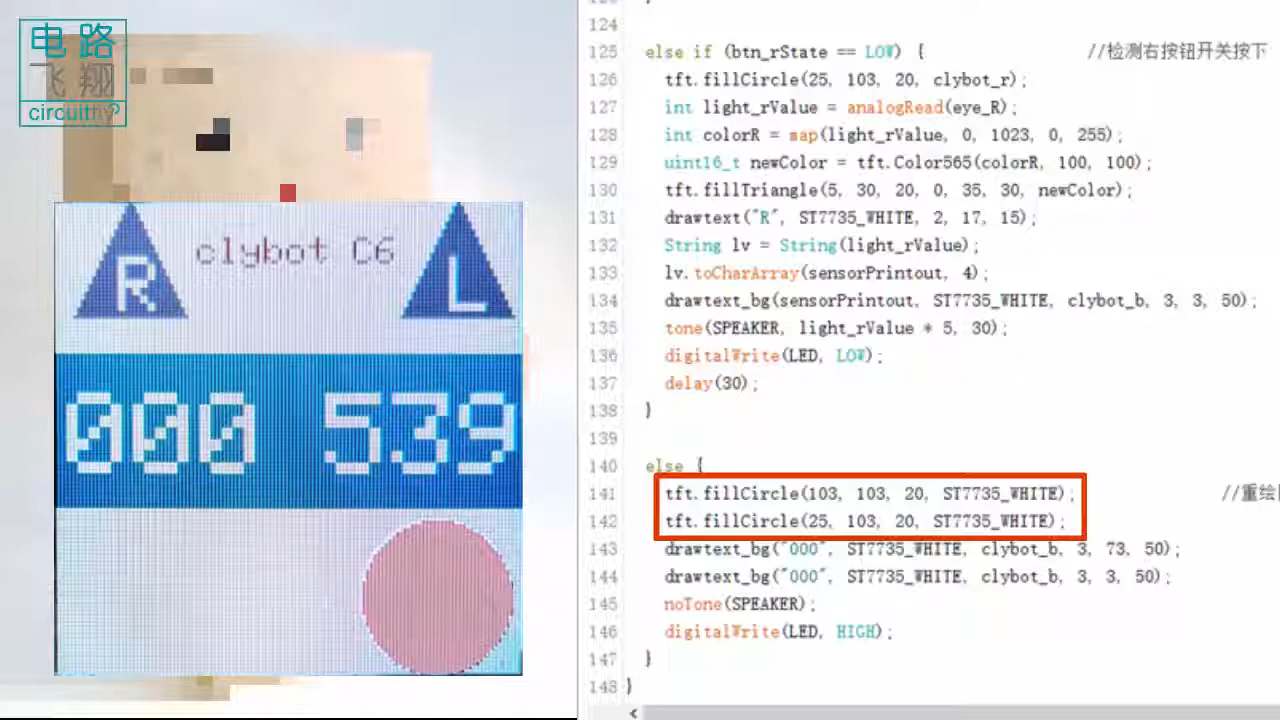 电路
飞翔
circuitfly?
R
clybot C6
L
000 539
124
125 else if (btn_rState == LOW) { //检测右按钮开关按下
126 tft.fillCircle(25, 103, 20, clybot_r);
127 int light_rValue = analogRead(eye_R);
128 int colorR = map(light_rValue, 0, 1023, 0, 255);
129 uint16_t newColor = tft.Color565(colorR, 100, 100);
130 tft.fillTriangle(5, 30, 20, 0, 35, 30, newColor);
131 drawtext("R", ST7735_WHITE, 2, 17, 15);
132 String lv = String(light_rValue);
133 lv.toCharArray(sensorPrintout, 4);
134 drawtext_bg(sensorPrintout, ST7735_WHITE, clybot_b, 3, 3, 50);
135 tone(SPEAKER, light_rValue * 5, 30);
136 digitalWrite(LED, LOW);
137 delay(30);
138 }
139
140 else {
141 tft.fillCircle(103, 103, 20, ST7735_WHITE); //重绘
142 tft.fillCircle(25, 103, 20, ST7735_WHITE);
143 drawtext_bg("000", ST7735_WHITE, clybot_b, 3, 73, 50);
144 drawtext_bg("000", ST7735_WHITE, clybot_b, 3, 3, 50);
145 noTone(SPEAKER);
146 digitalWrite(LED, HIGH);
147 }
148 }